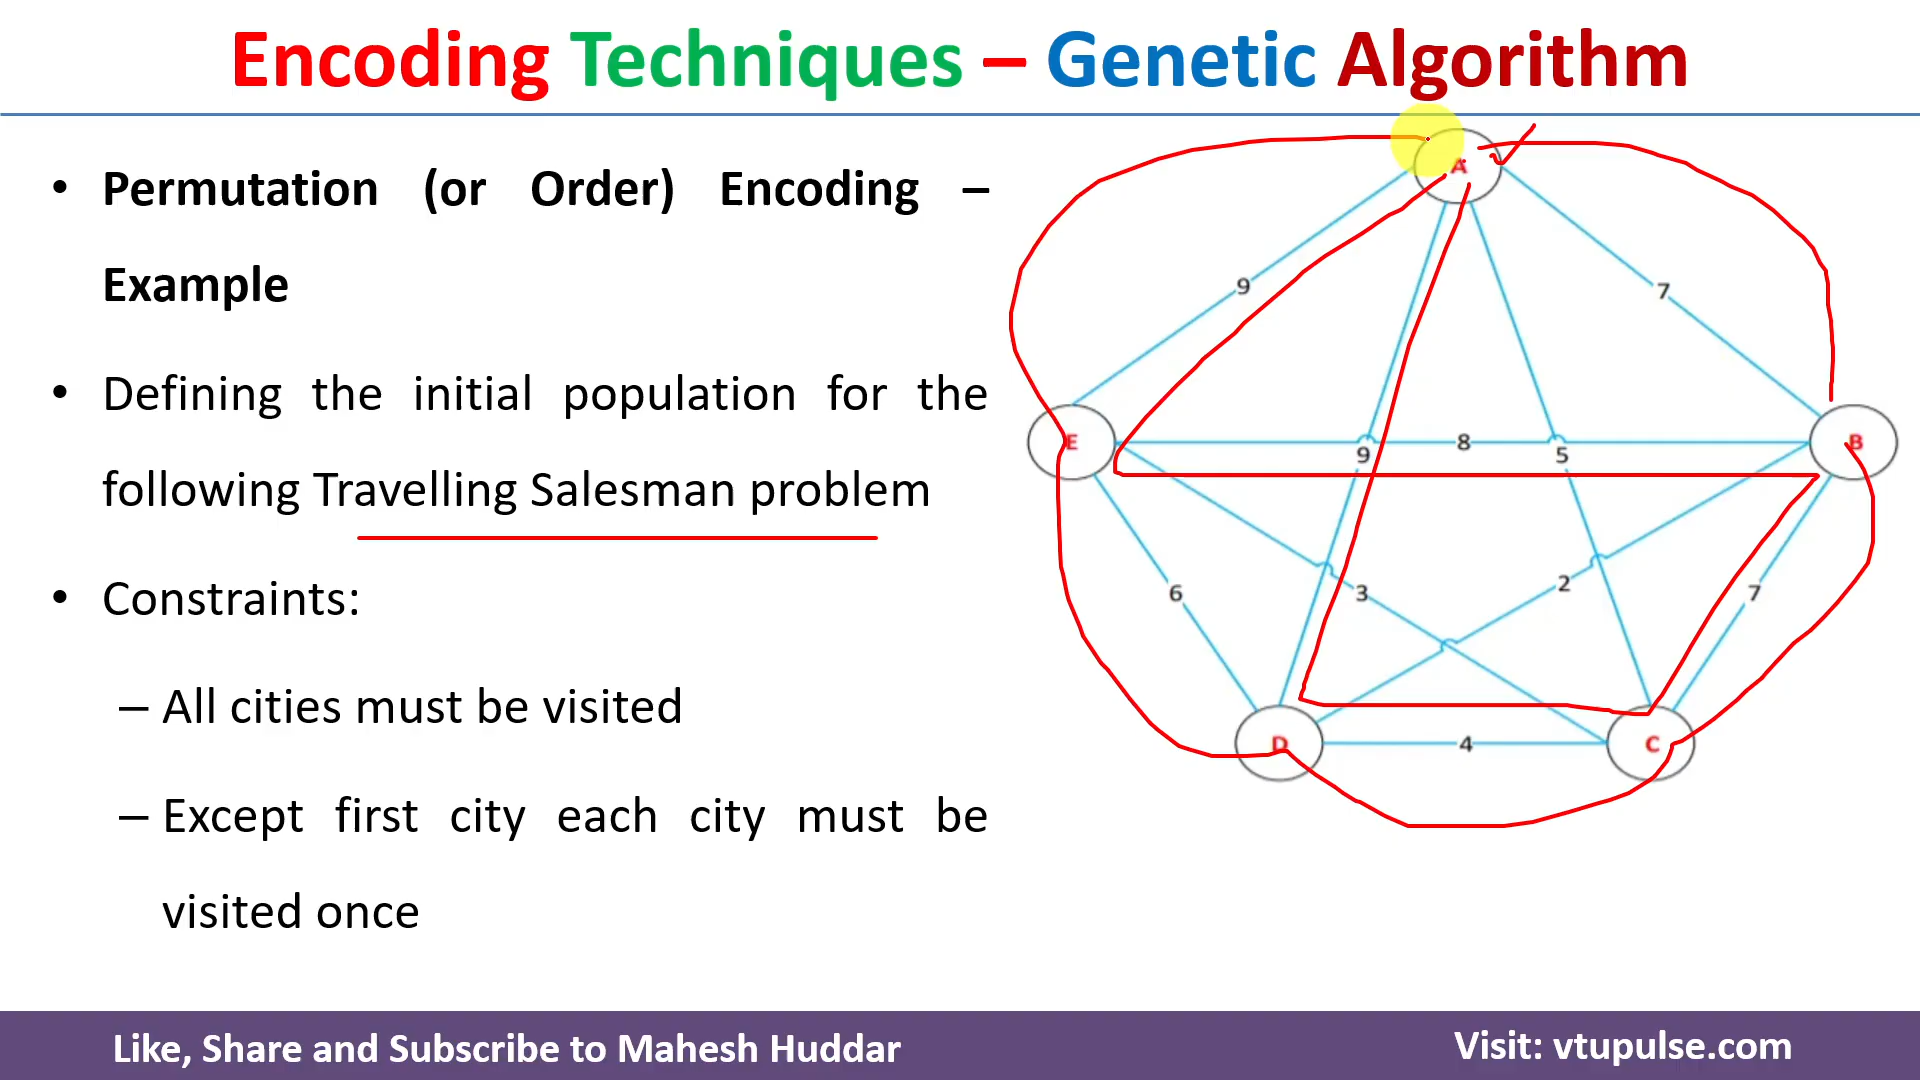 Encoding Techniques – Genetic Algorithm
• Permutation (or Order) Encoding –
Example
• Defining the initial population for the
following Travelling Salesman problem
• Constraints:
– All cities must be visited
– Except first city each city must be
visited once
A
9
7
E
8
B
9
5
6
3
2
7
D
4
C
Like, Share and Subscribe to Mahesh Huddar
Visit: vtupulse.com